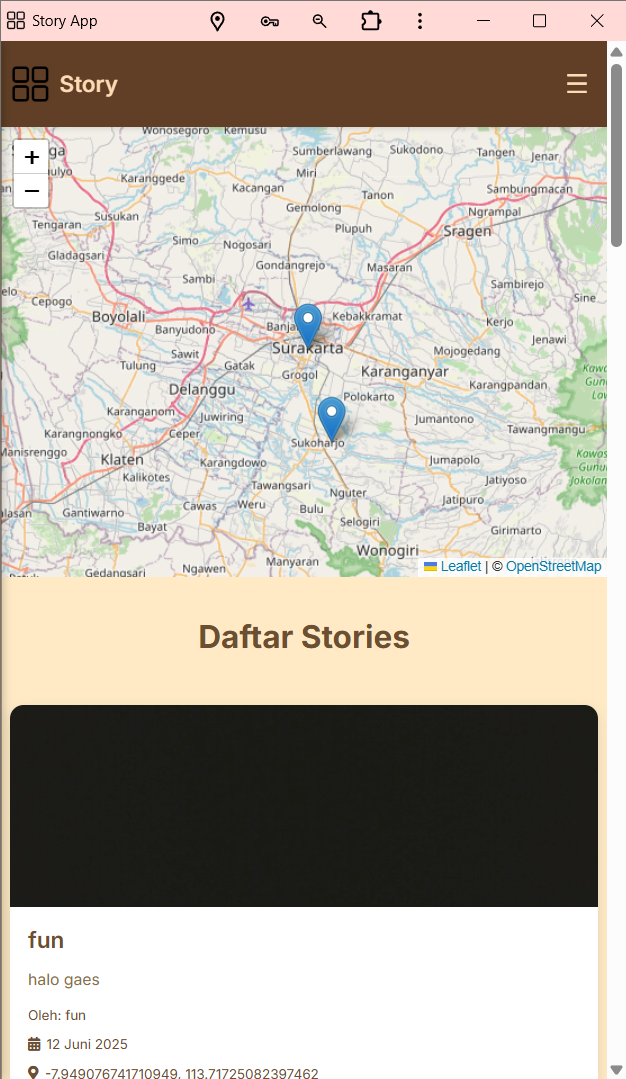 Story App
Story
Wonosegoro
Kemusu
Sumberlawang
Sukodono
Tangen
Jenar
Karanggede
Miri
Kacangan
Tanon
Sambungmacan
Susukan
Gemolong
Ngrampal
Tengaran
Plupuh
Sragen
Simo
Nogosari
Gladagsari
Gondangrejo
Masaran
Sambi
Sambirejo
Cepogo
Sine
Boyolali
Banyudono
Kebakkramat
Kerjo
Jenawi
Sawit
Surakarta
Mojogedang
Tulung
Gatak
Grogol
Karanganyar
Karangpandan
Delanggu
Polokarto
Karanganom
Juwiring
Jumantono
Tawangmangu
Karangnongko
Ceper
Sukoharjo
Manisrenggo
Klaten
Karangdowo
Jumapolo
Kalikotes
Tawangsari
Nguter
Jatiyoso
Jatipuro
Gantiwarno
Cawas
Weru
Bulu
Bayat
Selogiri
Girimarto
Wonogiri
Gedangsari
Ngawen
Manyaran
+
−
Leaflet | © OpenStreetMap
Daftar Stories
fun
halo gaes
Oleh: fun
12 Juni 2025
-7.949076741710949, 113.71725082397462